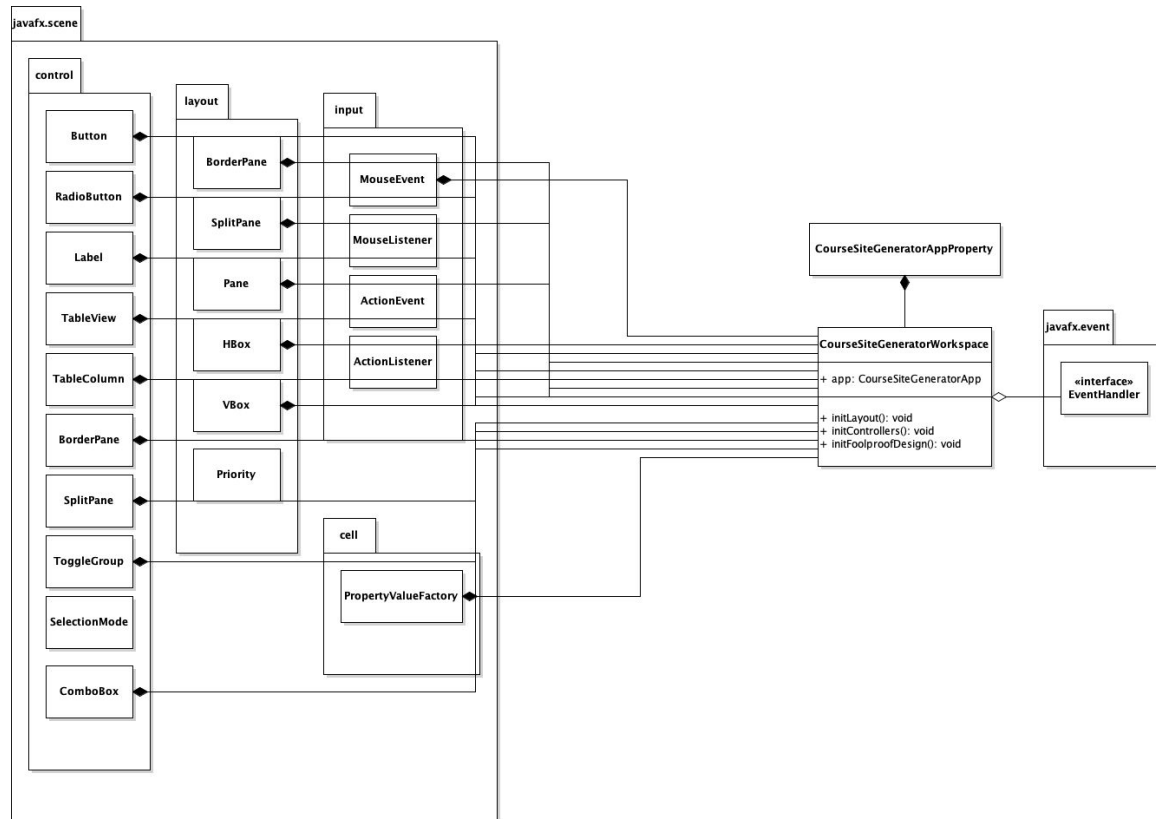 javafx.scene
control
Button
RadioButton
Label
TableView
TableColumn
BorderPane
SplitPane
ToggleGroup
SelectionMode
ComboBox
layout
BorderPane
SplitPane
Pane
HBox
VBox
Priority
input
MouseEvent
MouseListener
ActionEvent
ActionListener
cell
PropertyValueFactory
CourseSiteGeneratorAppProperty
CourseSiteGeneratorWorkspace
+ app: CourseSiteGeneratorApp
+ initLayout(): void
+ initControllers(): void
+ initFoolproofDesign(): void
javafx.event
«interface»
EventHandler